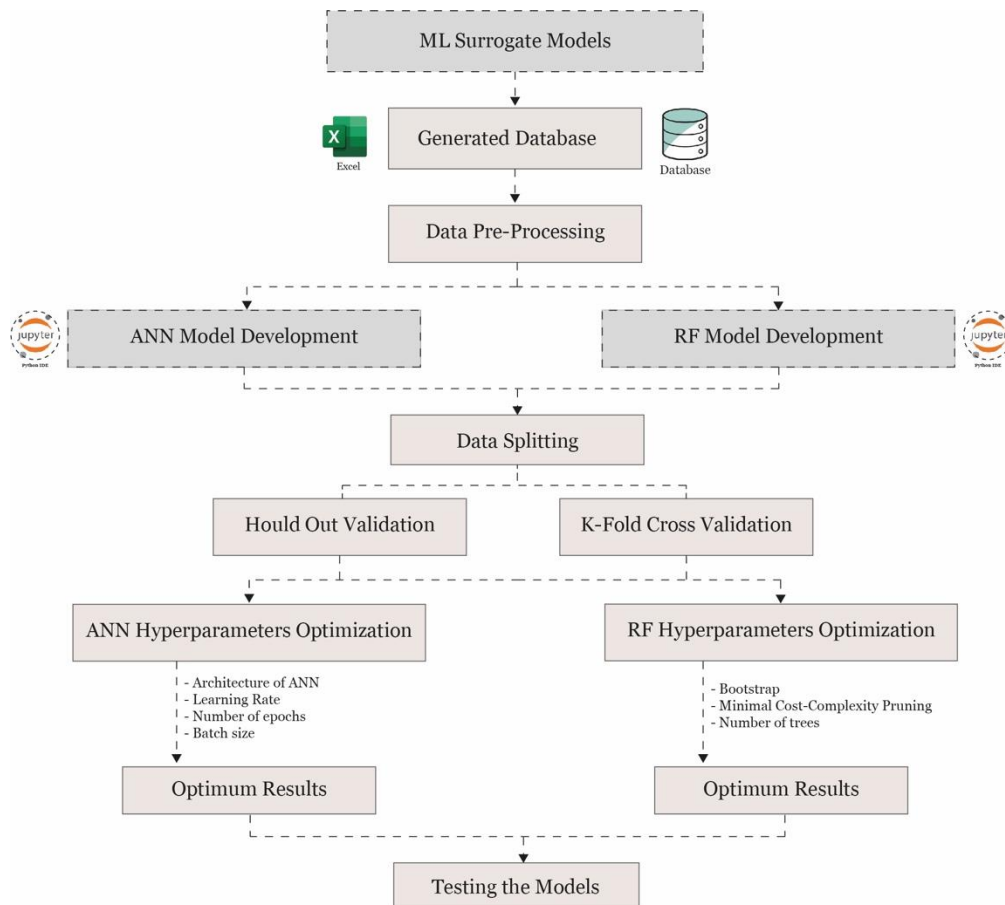 ML Surrogate Models
X
Generated Database
Excel
Database
Data Pre-Processing
jupyter
Python IDE
ANN Model Development
RF Model Development
jupyter
Python IDE
Data Splitting
Hould Out Validation
K-Fold Cross Validation
ANN Hyperparameters Optimization
RF Hyperparameters Optimization
- Architecture of ANN
- Learning Rate
- Number of epochs
- Batch size
- Bootstrap
- Minimal Cost-Complexity Pruning
- Number of trees
Optimum Results
Optimum Results
Testing the Models